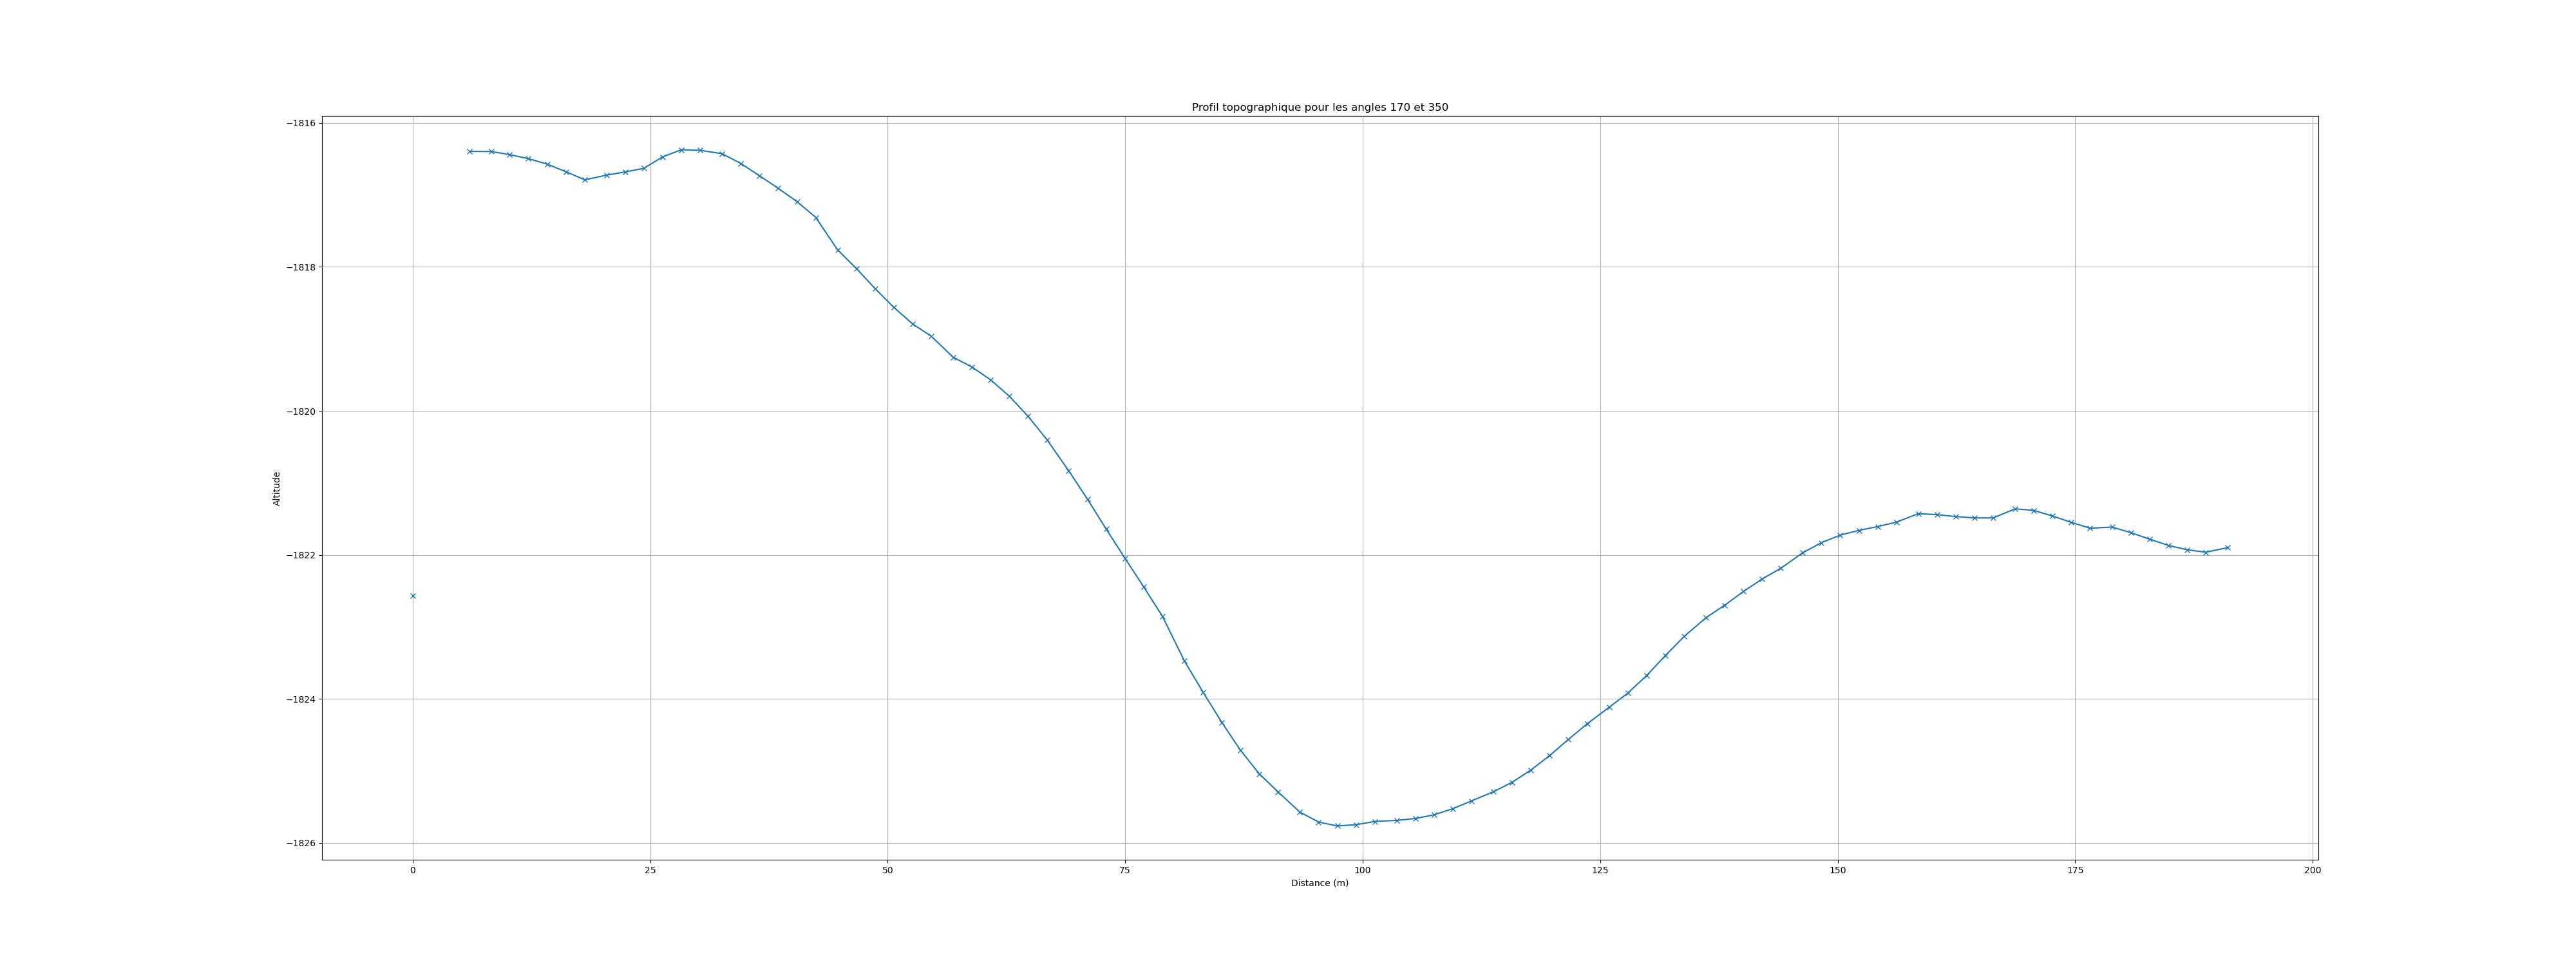 Profil topographique pour les angles 170 et 350
−1816
−1818
−1820
−1822
−1824
−1826
Altitude
0 25 50 75 100 125 150 175 200
Distance (m)